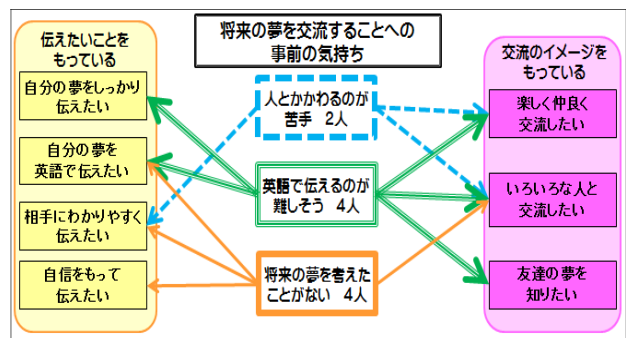 将来の夢を交流することへの
事前の気持ち
伝えたいことを
もっている
自分の夢をしっかり
伝えたい
自分の夢を
英語で伝えたい
相手にわかりやすく
伝えたい
自信をもって
伝えたい
人とかかわるのが
苦手 2人
英語で伝えるのが
難しそう 4人
将来の夢を考えた
ことがない 4人
交流のイメージを
もっている
楽しく仲良く
交流したい
いろいろな人と
交流したい
友達の夢を
知りたい